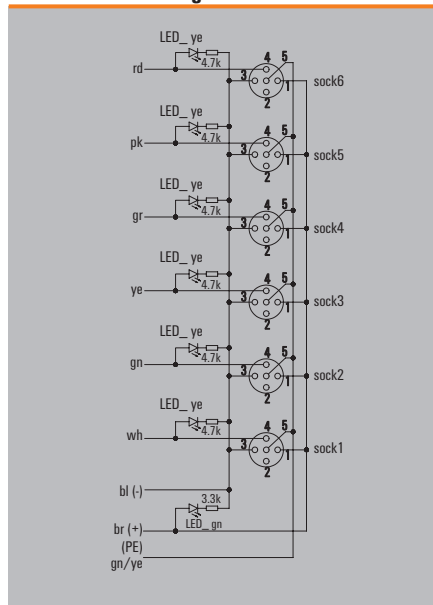 LED_ ye
rd
4.7k
3
4
5
1
2
sock6
LED_ ye
pk
4.7k
3
4
5
1
2
sock5
LED_ ye
gr
4.7k
3
4
5
1
2
sock4
LED_ ye
ye
4.7k
3
4
5
1
2
sock3
LED_ ye
gn
4.7k
3
4
5
1
2
sock2
LED_ ye
wh
4.7k
3
4
5
1
2
sock1
bl (-)
3.3k
LED_ gn
br (+)
(PE)
gn/ye